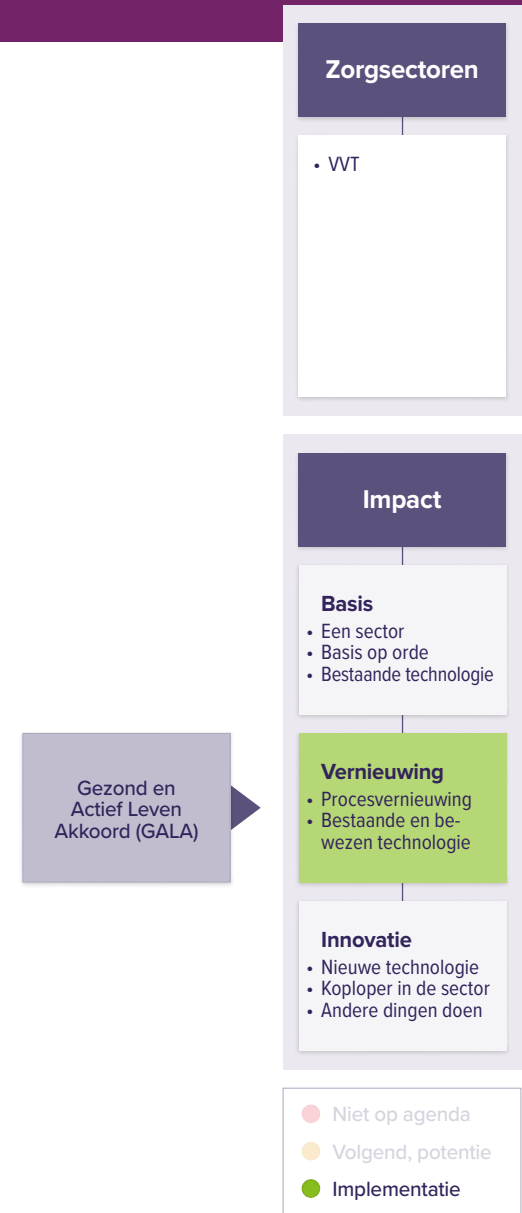 Zorgsectoren
• VVT
Impact
Basis
• Een sector
• Basis op orde
• Bestaande technologie
Gezond en
Actief Leven
Akkoord (GALA)
Vernieuwing
• Procesvernieuwing
• Bestaande en be-
wezen technologie
Innovatie
• Nieuwe technologie
• Koploper in de sector
• Andere dingen doen
Niet op agenda
Volgend, potentie
Implementatie